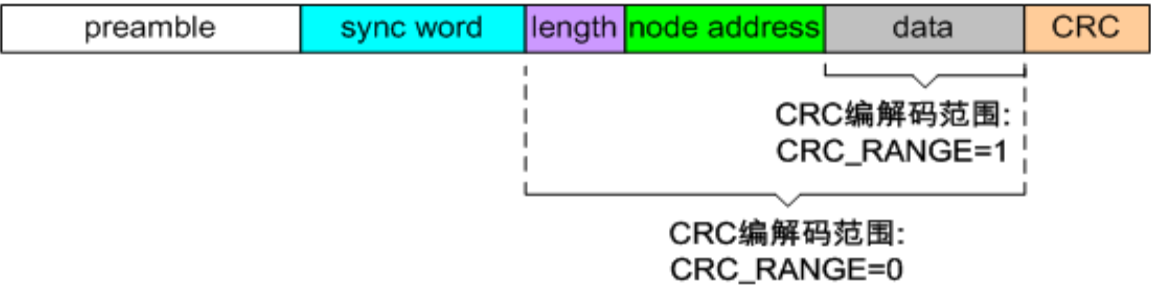 preamble sync word length node address data CRC
CRC编解码范围:
CRC_RANGE=1
CRC编解码范围:
CRC_RANGE=0